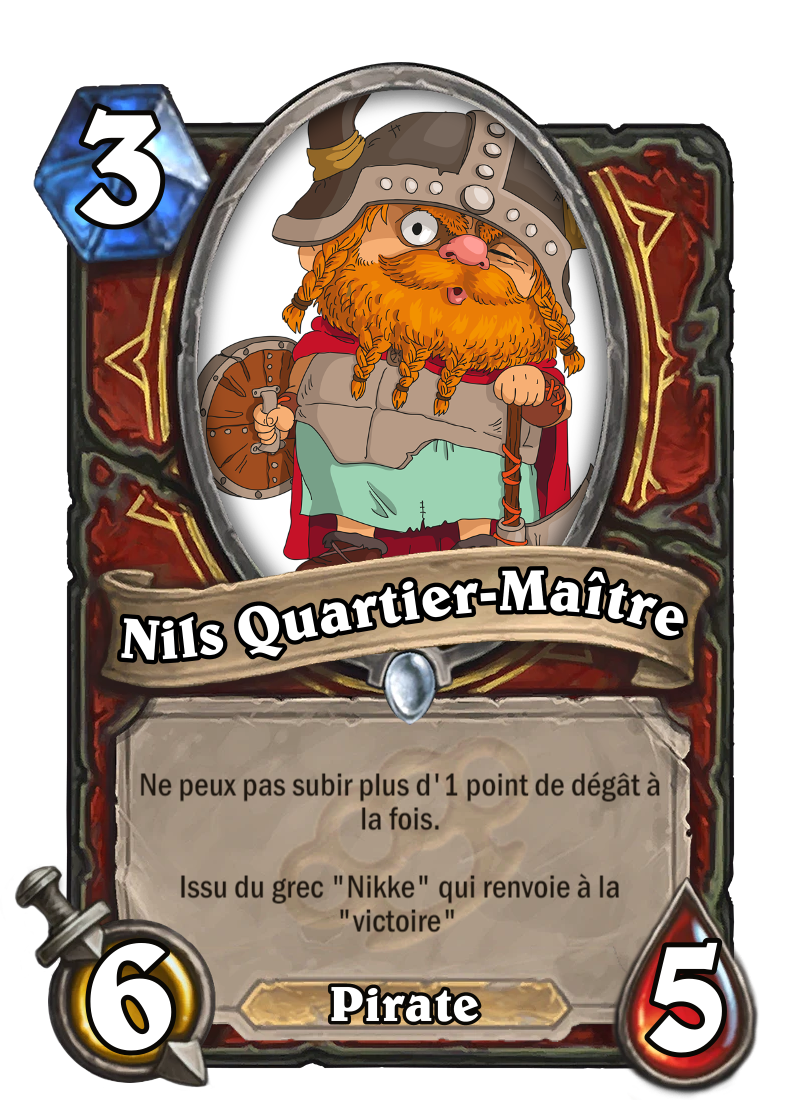 3
Nils Quartier-Maître
Ne peux pas subir plus d'1 point de dégât à
la fois.
Issu du grec "Nikke" qui renvoie à la
"victoire"
6
Pirate
5